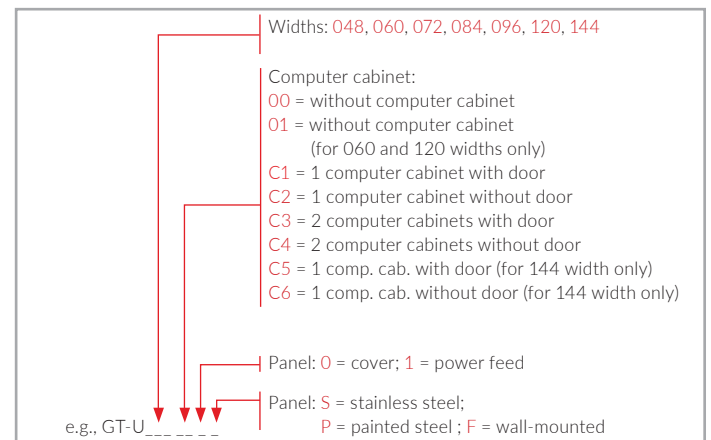 Widths: 048, 060, 072, 084, 096, 120, 144
Computer cabinet:
00 = without computer cabinet
01 = without computer cabinet
(for 060 and 120 widths only)
C1 = 1 computer cabinet with door
C2 = 1 computer cabinet without door
C3 = 2 computer cabinets with door
C4 = 2 computer cabinets without door
C5 = 1 comp. cab. with door (for 144 width only)
C6 = 1 comp. cab. without door (for 144 width only)
Panel: 0 = cover; 1 = power feed
Panel: S = stainless steel;
P = painted steel ; F = wall-mounted
e.g., GT-U___ __ _ _